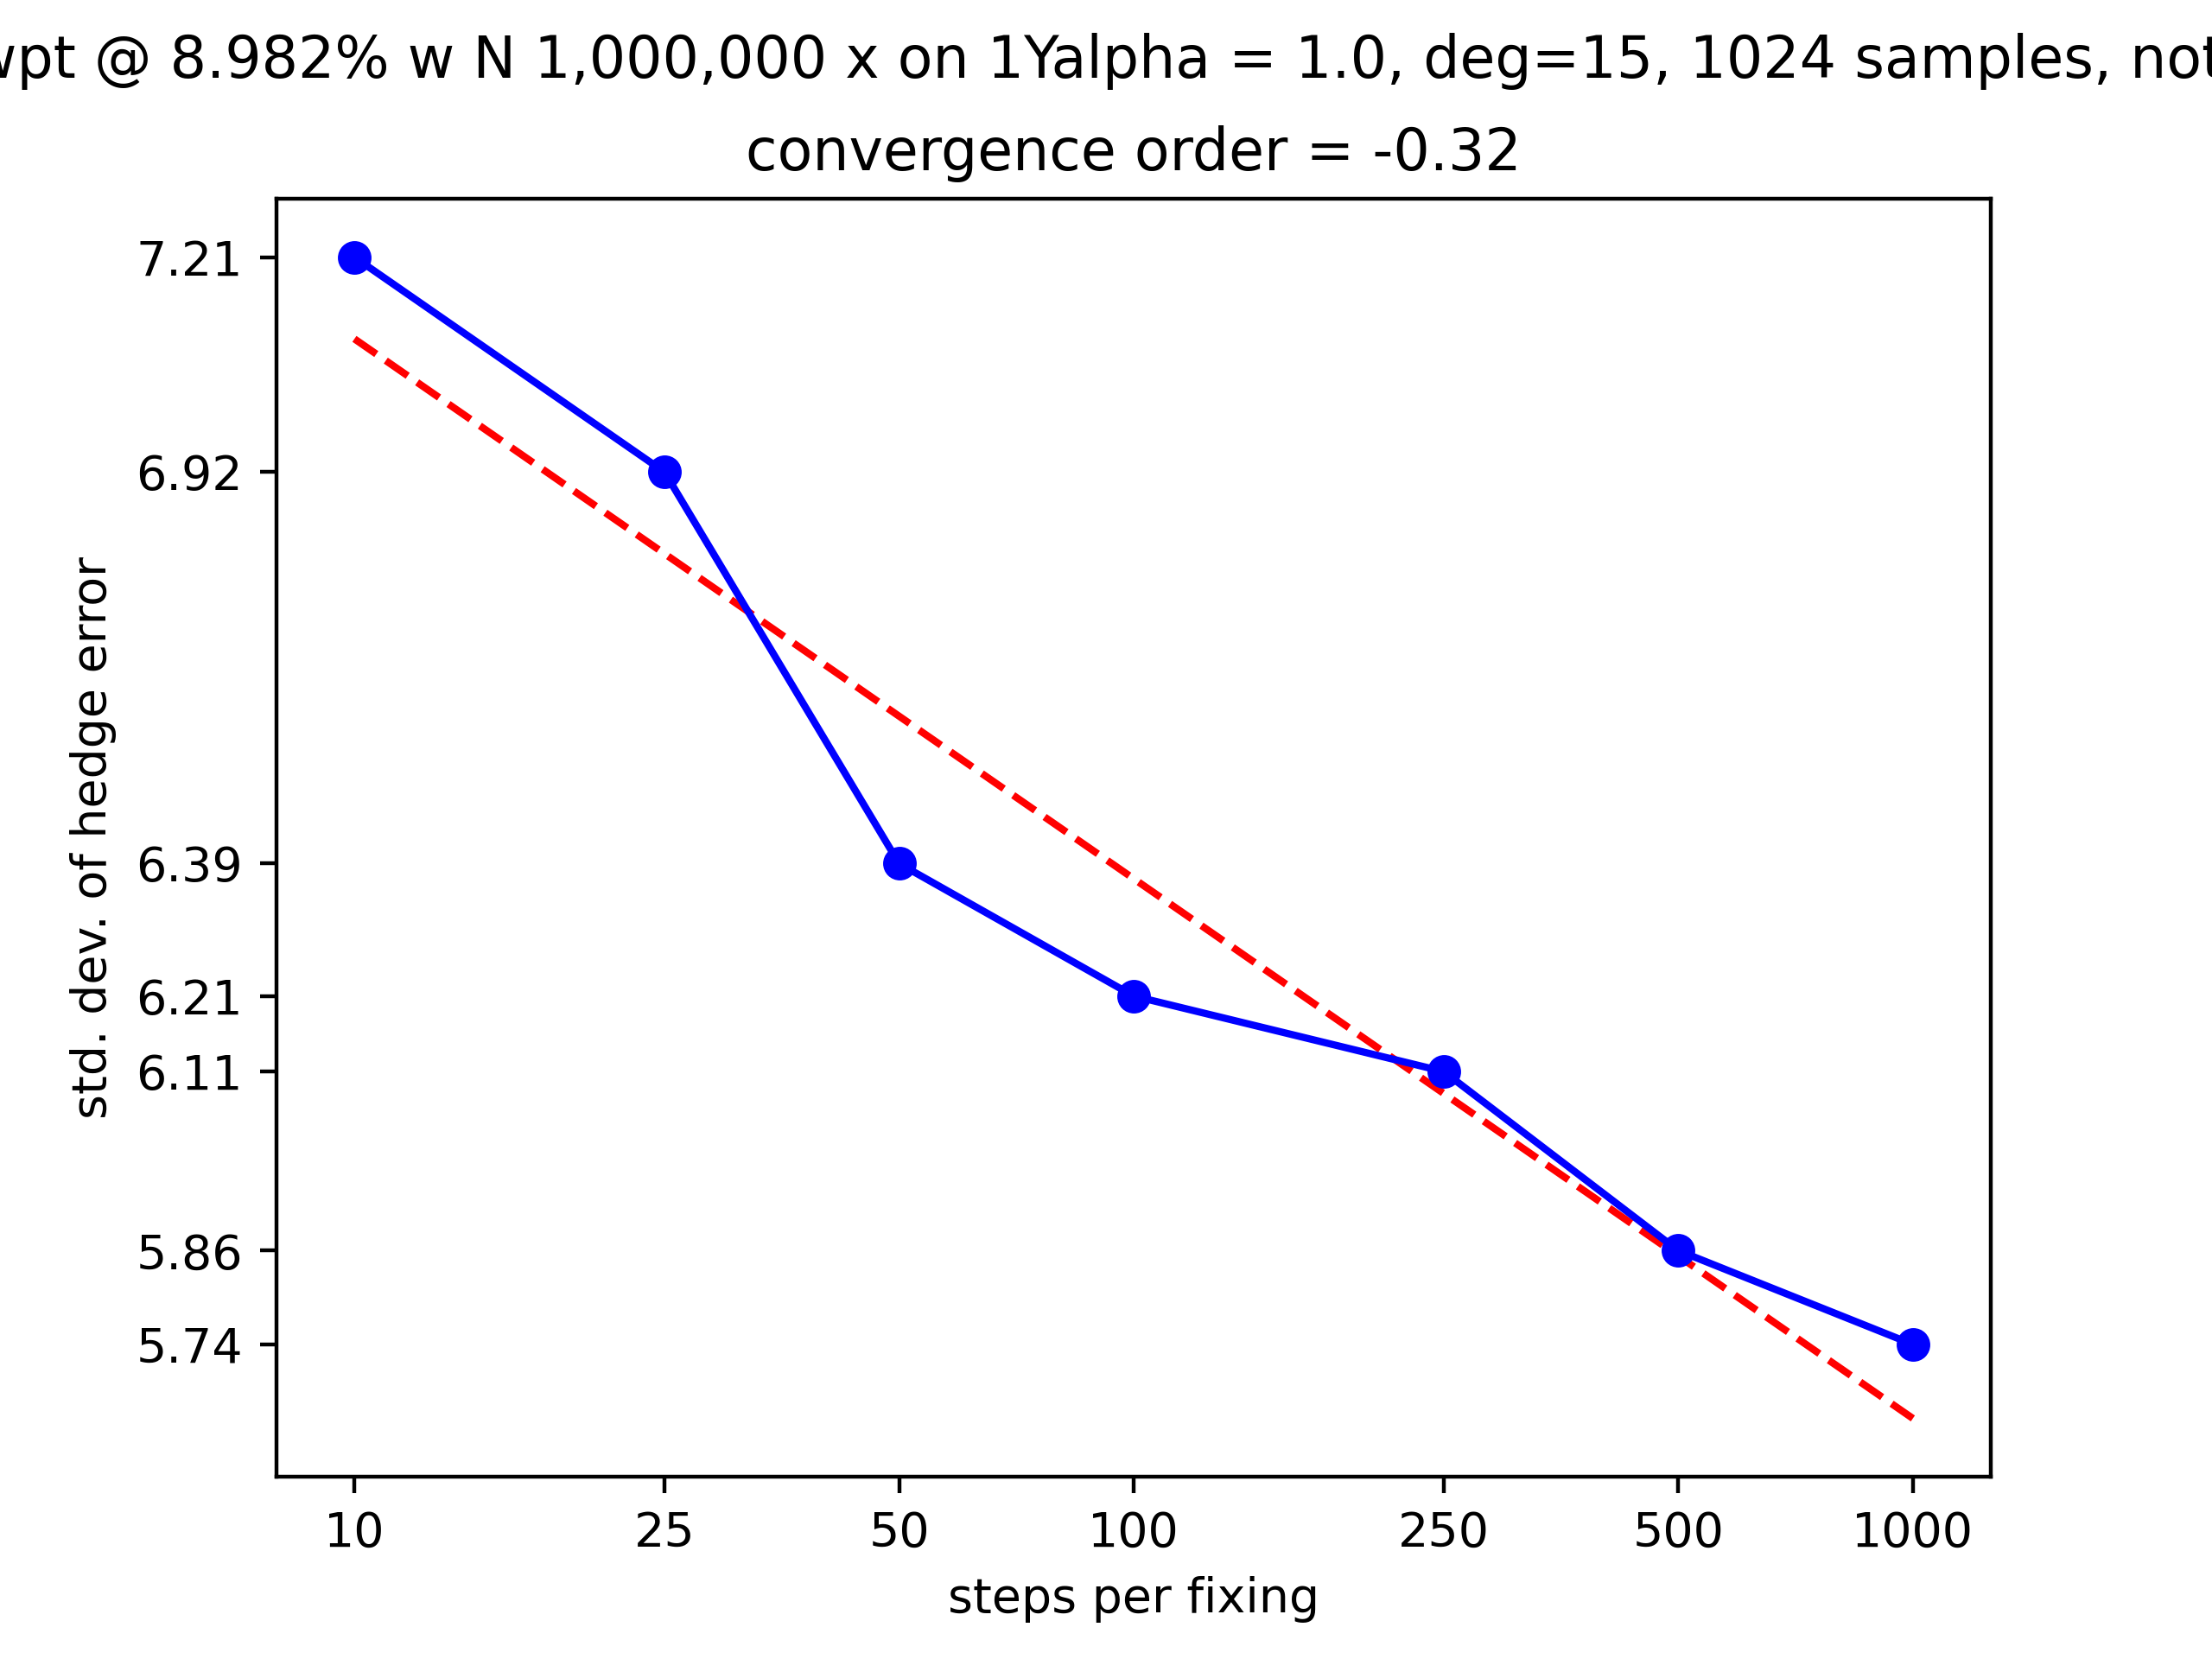 @ 8.982% w N 1,000,000 x on 1Yalpha = 1.0, deg=15, 1024 samples,
convergence order = -0.32
7.21
6.92
6.39
6.21
6.11
5.86
5.74
std. dev. of hedge error
10 25 50 100 250 500 1000
steps per fixing